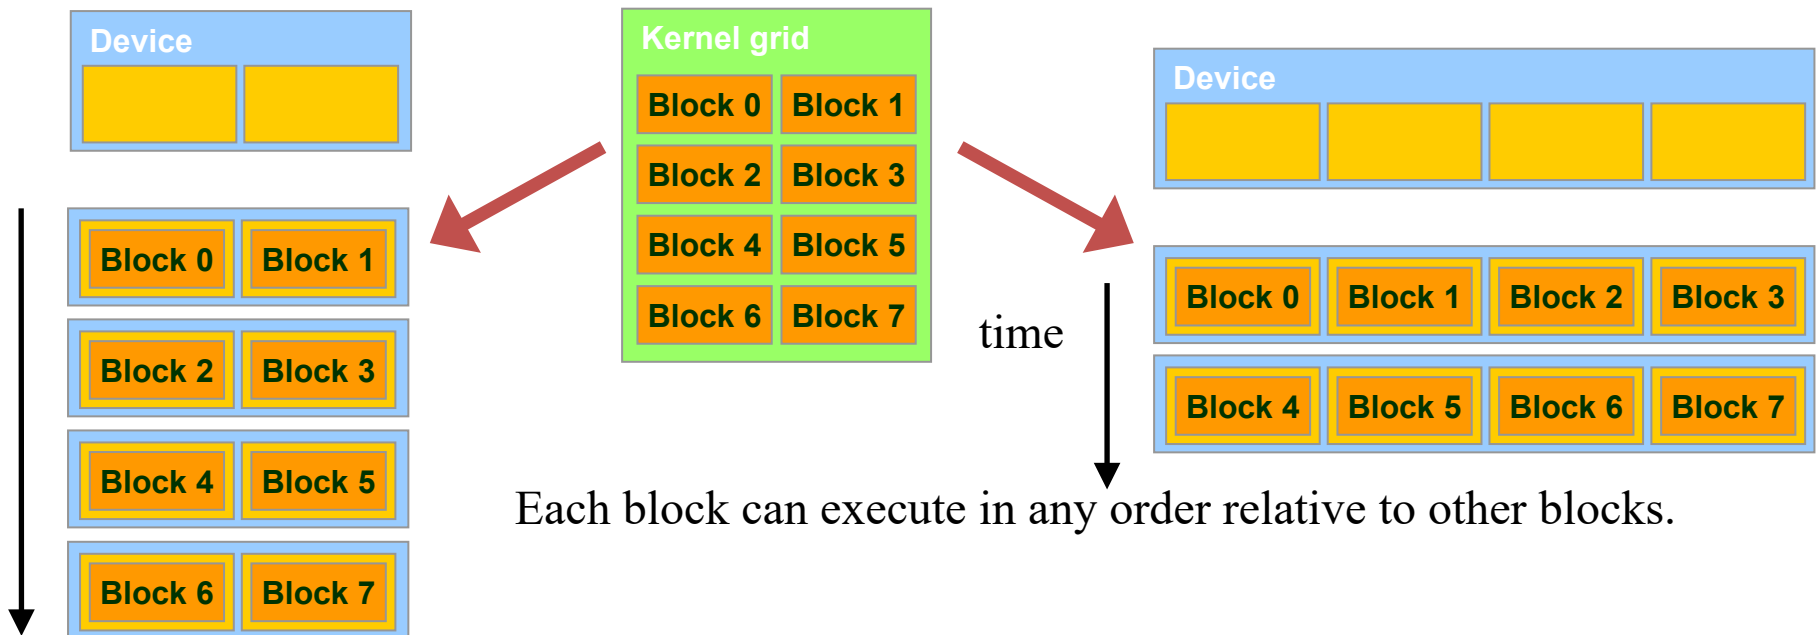 Device
Block 0 Block 1
Block 2 Block 3
Block 4 Block 5
Block 6 Block 7
Kernel grid
Block 0 Block 1
Block 2 Block 3
Block 4 Block 5
Block 6 Block 7
time
Device
Block 0 Block 1 Block 2 Block 3
Block 4 Block 5 Block 6 Block 7
Each block can execute in any order relative to other blocks.